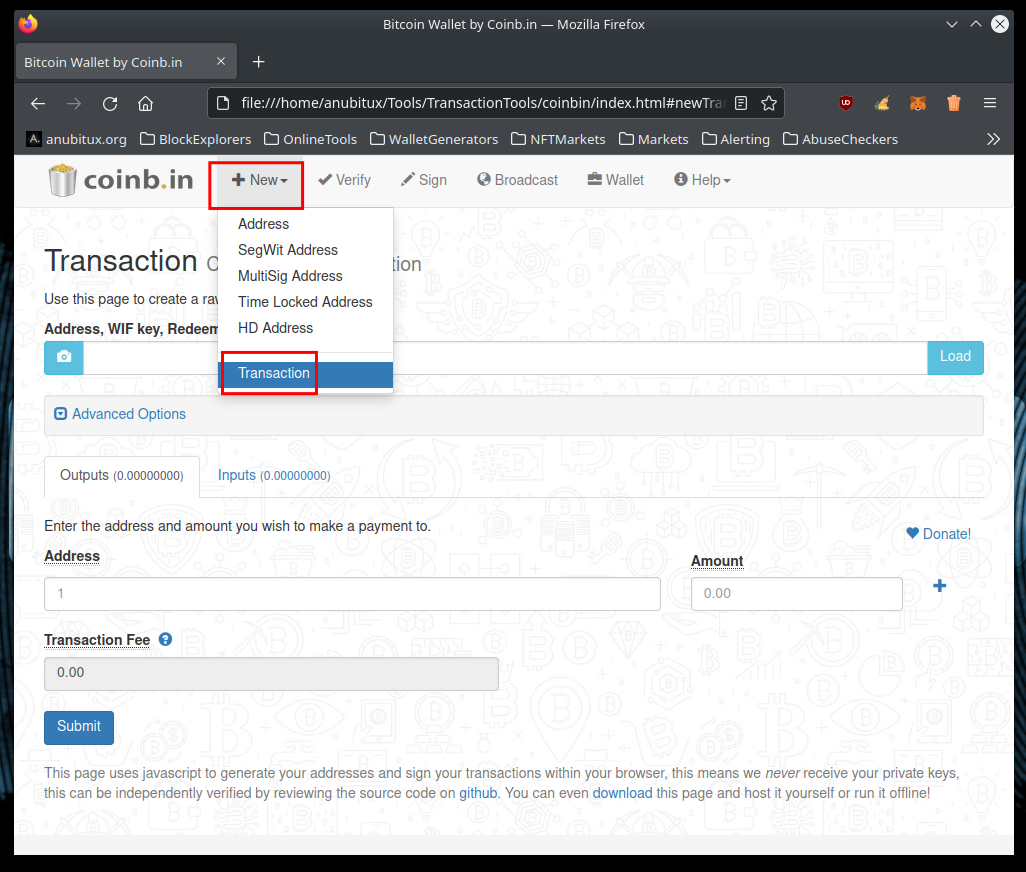 Bitcoin Wallet by Coinb.in — Mozilla Firefox
Bitcoin Wallet by Coinb.in
file:///home/anubitux/Tools/TransactionTools/coinbin/index.html#newTra
anubitux.org BlockExplorers OnlineTools WalletGenerators NFTMarkets Markets Alerting AbuseCheckers
coinb.in New Verify Sign Broadcast Wallet Help
Address
SegWit Address
MultiSig Address
Time Locked Address
HD Address
Transaction
Transaction C tion
Use this page to create a ra
Address, WIF key, Redeem
Load
Advanced Options
Outputs (0.00000000) Inputs (0.00000000)
Enter the address and amount you wish to make a payment to.
Donate!
Address Amount
1 0.00
Transaction Fee
0.00
Submit
This page uses javascript to generate your addresses and sign your transactions within your browser, this means we never receive your private keys,
this can be independently verified by reviewing the source code on github. You can even download this page and host it yourself or run it offline!